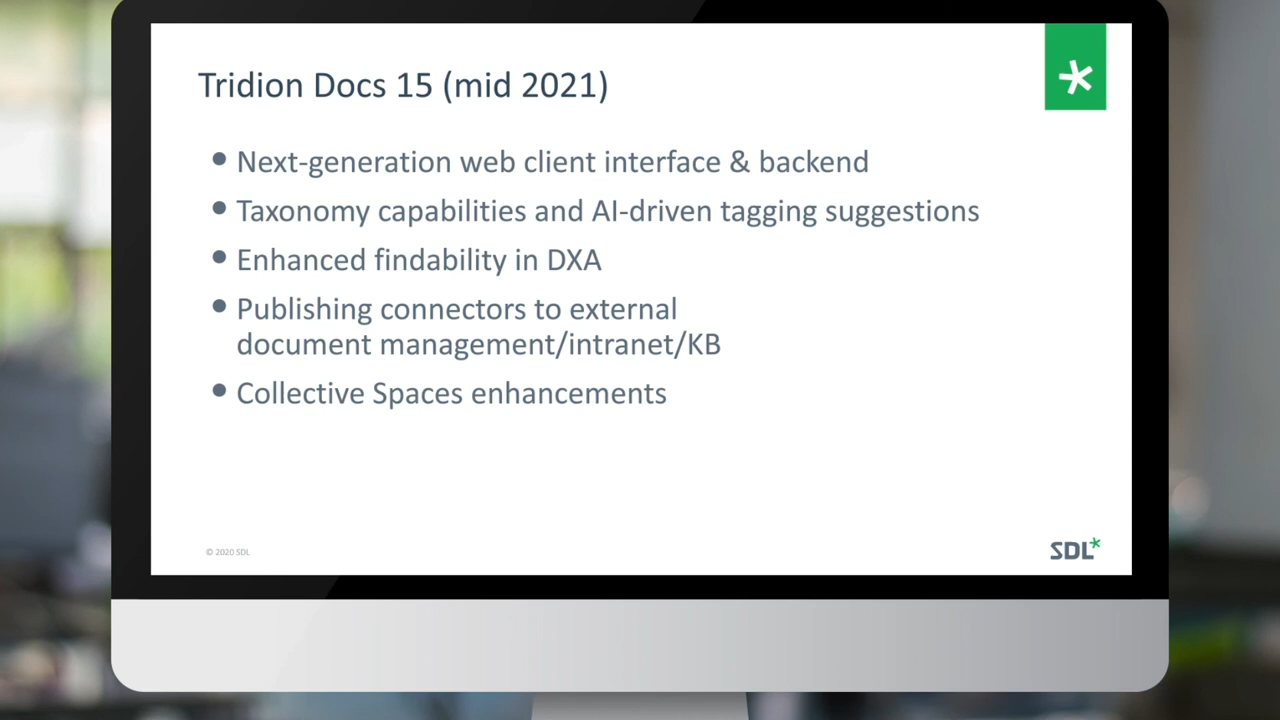 Tridion Docs 15 (mid 2021)
• Next-generation web client interface & backend
• Taxonomy capabilities and AI-driven tagging suggestions
• Enhanced findability in DXA
• Publishing connectors to external
document management/intranet/KB
• Collective Spaces enhancements
© 2020 SDL
SDL*